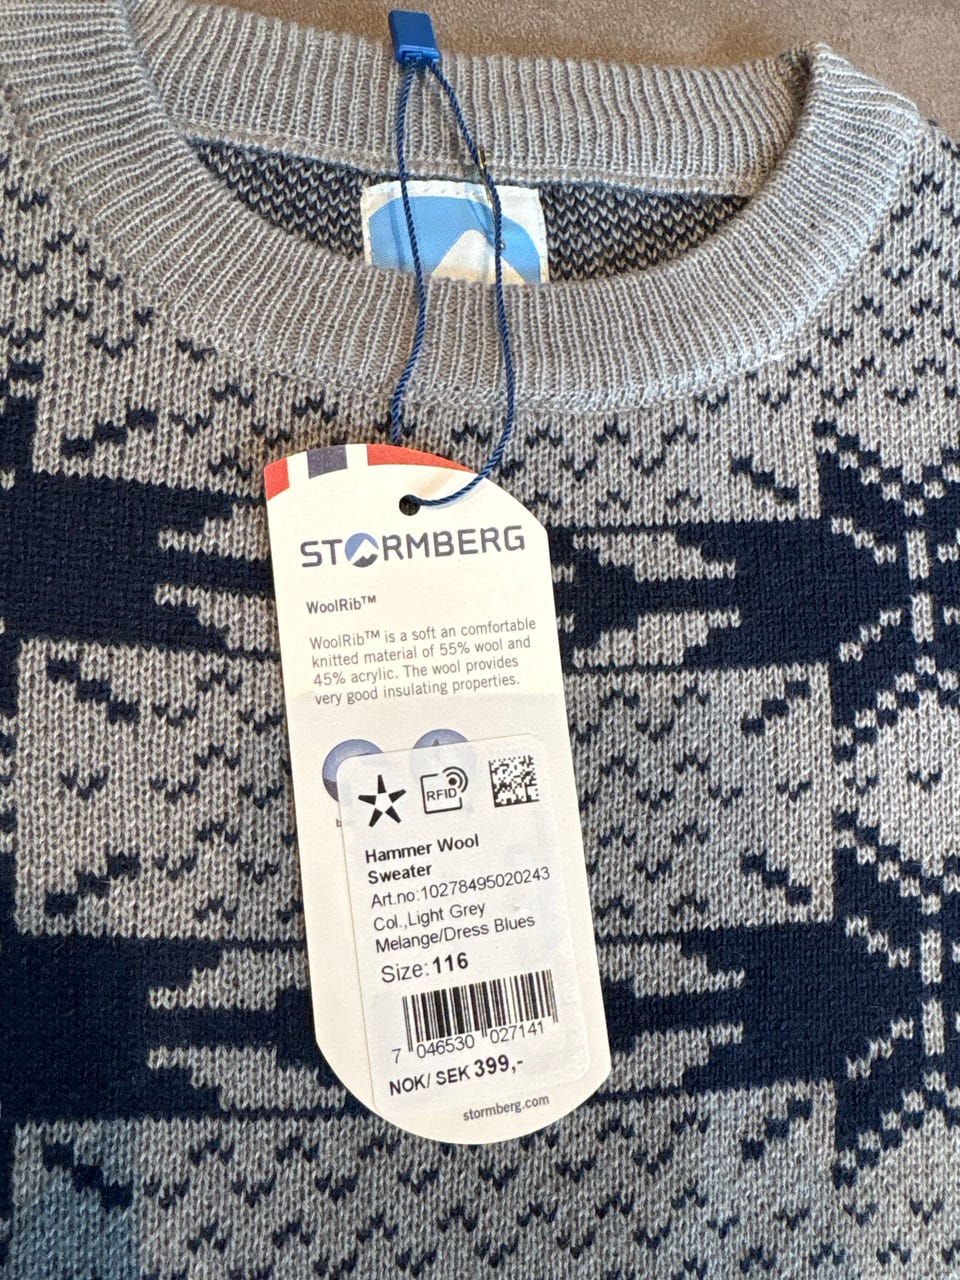 STORMBERG
WoolRib™
WoolRib™ is a soft an comfortable
knitted material of 55% wool and
45% acrylic. The wool provides
very good insulating properties.
RFID
Hammer Wool
Sweater
Art.no:10278495020243
Col.,Light Grey
Melange/Dress Blues
Size:116
7 046530 027141
NOK/ SEK 399,-
stormberg.com